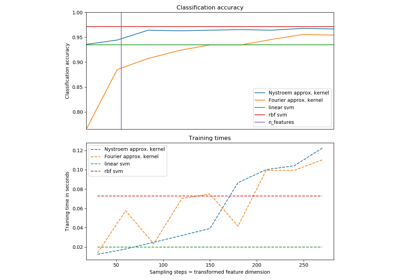 Classification accuracy
1.00
0.95
0.90
0.85
0.80
Classification accuracy
Nystroem approx. kernel
Fourier approx. kernel
linear svm
rbf svm
n_features
Training times
0.12
0.10
0.08
0.06
0.04
0.02
Training time in seconds
Nystroem approx. kernel
Fourier approx. kernel
linear svm
rbf svm
50
100
150
200
250
Sampling steps = transformed feature dimension